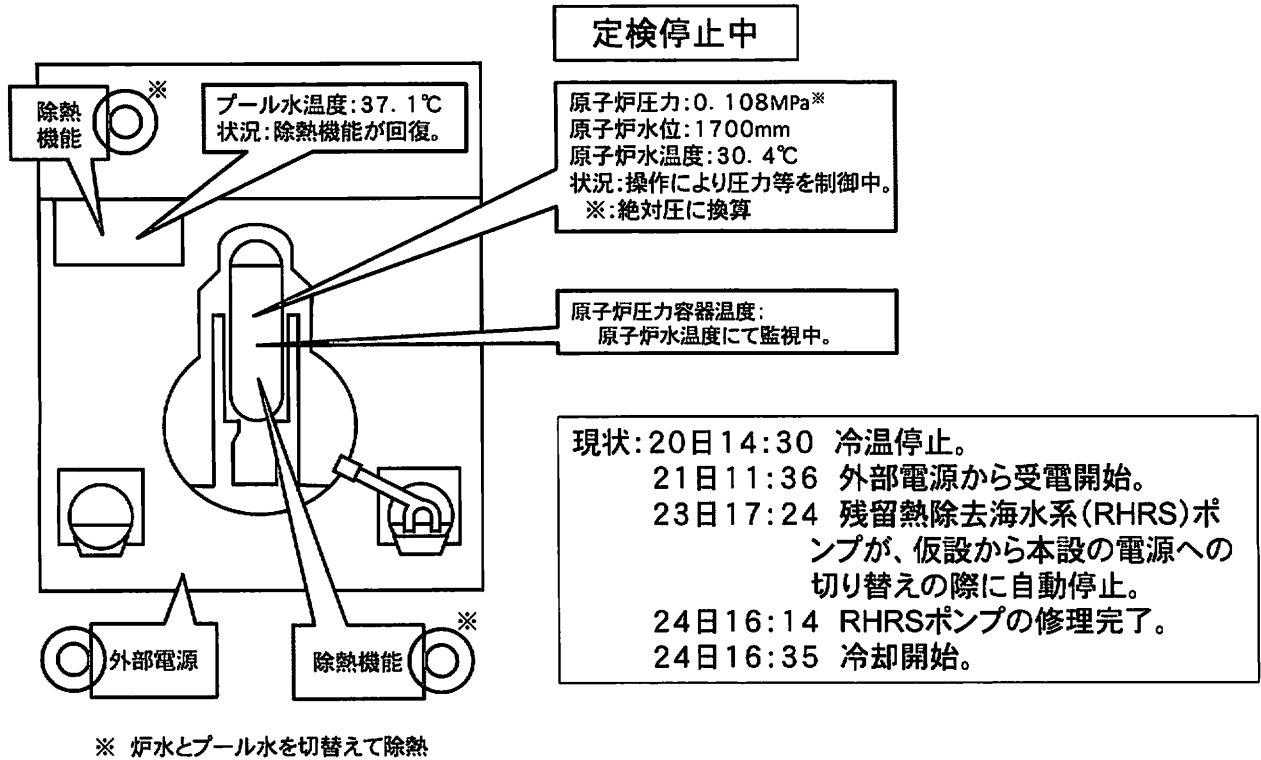 定検停止中
除熱
機能
※
プール水温度:37. 1℃
状況:除熱機能が回復。
原子炉圧力:0. 108MPa※
原子炉水位:1700mm
原子炉水温度:30. 4℃
状況:操作により圧力等を制御中。
※:絶対圧に換算
原子炉圧力容器温度:
原子炉水温度にて監視中。
現状:20日14:30 冷温停止。
21日11:36 外部電源から受電開始。
23日17:24 残留熱除去海水系(RHRS)ポ
ンプが、仮設から本設の電源への
切り替えの際に自動停止。
24日16:14 RHRSポンプの修理完了。
24日16:35 冷却開始。
外部電源
除熱機能
※
※ 炉水とプール水を切替えて除熱